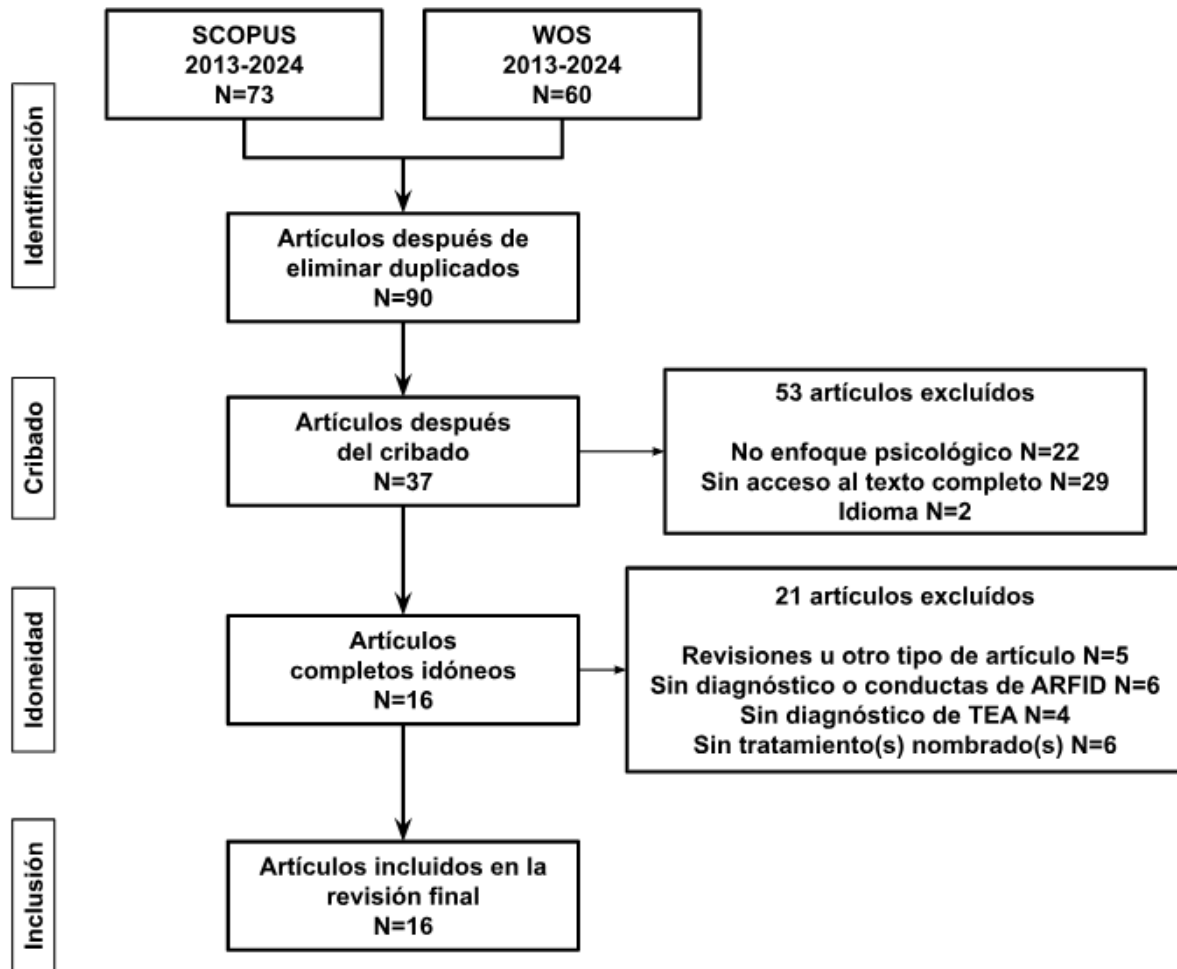 SCOPUS
2013-2024
N=73
WOS
2013-2024
N=60
Identificación
Artículos después de
eliminar duplicados
N=90
Cribado
Artículos después
del cribado
N=37
53 artículos excluídos
No enfoque psicológico N=22
Sin acceso al texto completo N=29
Idioma N=2
Idoneidad
Artículos
completos idóneos
N=16
21 artículos excluídos
Revisiones u otro tipo de artículo N=5
Sin diagnóstico o conductas de ARFID N=6
Sin diagnóstico de TEA N=4
Sin tratamiento(s) nombrado(s) N=6
Inclusión
Artículos incluidos en la
revisión final
N=16